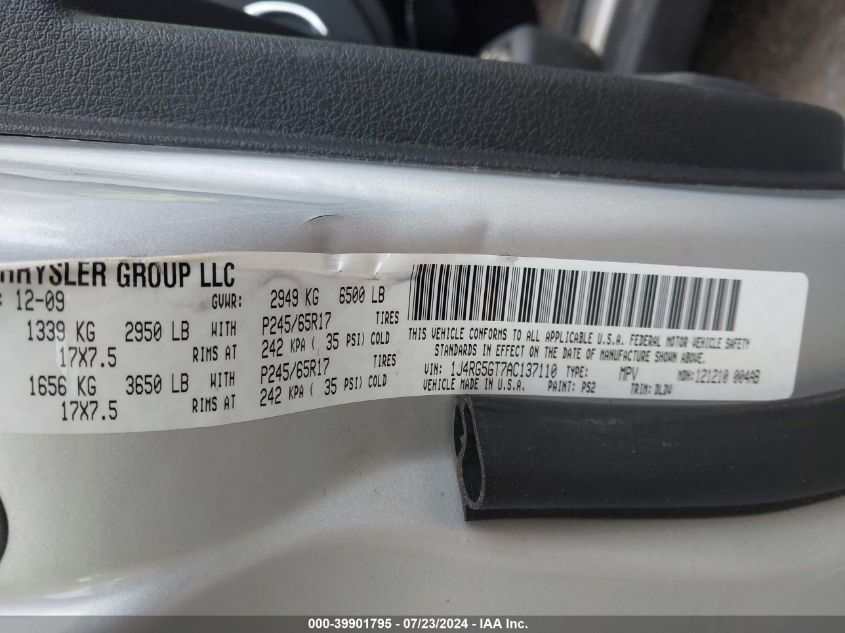 HRYSLER GROUP LLC
: 12-09 GVWR: 2949 KG 6500 LB
1339 KG 2950 LB WITH P245/65R17 TIRES
17X7.5 RIMS AT 242 KPA ( 35 PSI) COLD
1656 KG 3650 LB WITH P245/65R17 TIRES
17X7.5 RIMS AT 242 KPA ( 35 PSI) COLD
THIS VEHICLE CONFORMS TO ALL APPLICABLE U.S.A. FEDERAL MOTOR VEHICLE SAFETY
STANDARDS IN EFFECT ON THE DATE OF MANUFACTURE SHOWN ABOVE.
VIN: 1J4RG5GT7AC137110 TYPE: MPV MDH:121210 004AB
VEHICLE MADE IN U.S.A. PAINT: PS2 TRIM: DLDV
000-39901795 / 07/23/2024 - IAA Inc.